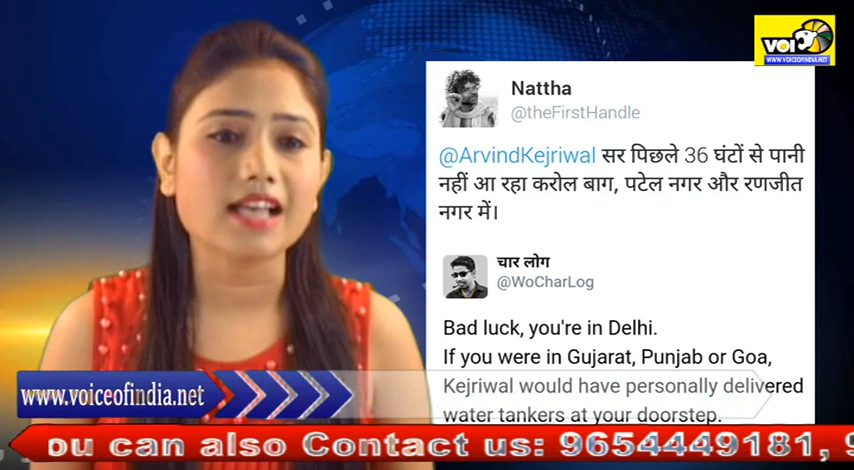 VOI
WWW.VOICEOFINDIA.NET
Nattha
@theFirstHandle
@ArvindKejriwal सर पिछले 36 घंटों से पानी
नहीं आ रहा करोल बाग, पटेल नगर और रणजीत
नगर में।
चार लोग
@WoCharLog
Bad luck, you're in Delhi.
If you were in Gujarat, Punjab or Goa,
Kejriwal would have personally delivered
water tankers at your doorstep.
www.voiceofindia.net
ou can also Contact us: 9654449181, 9